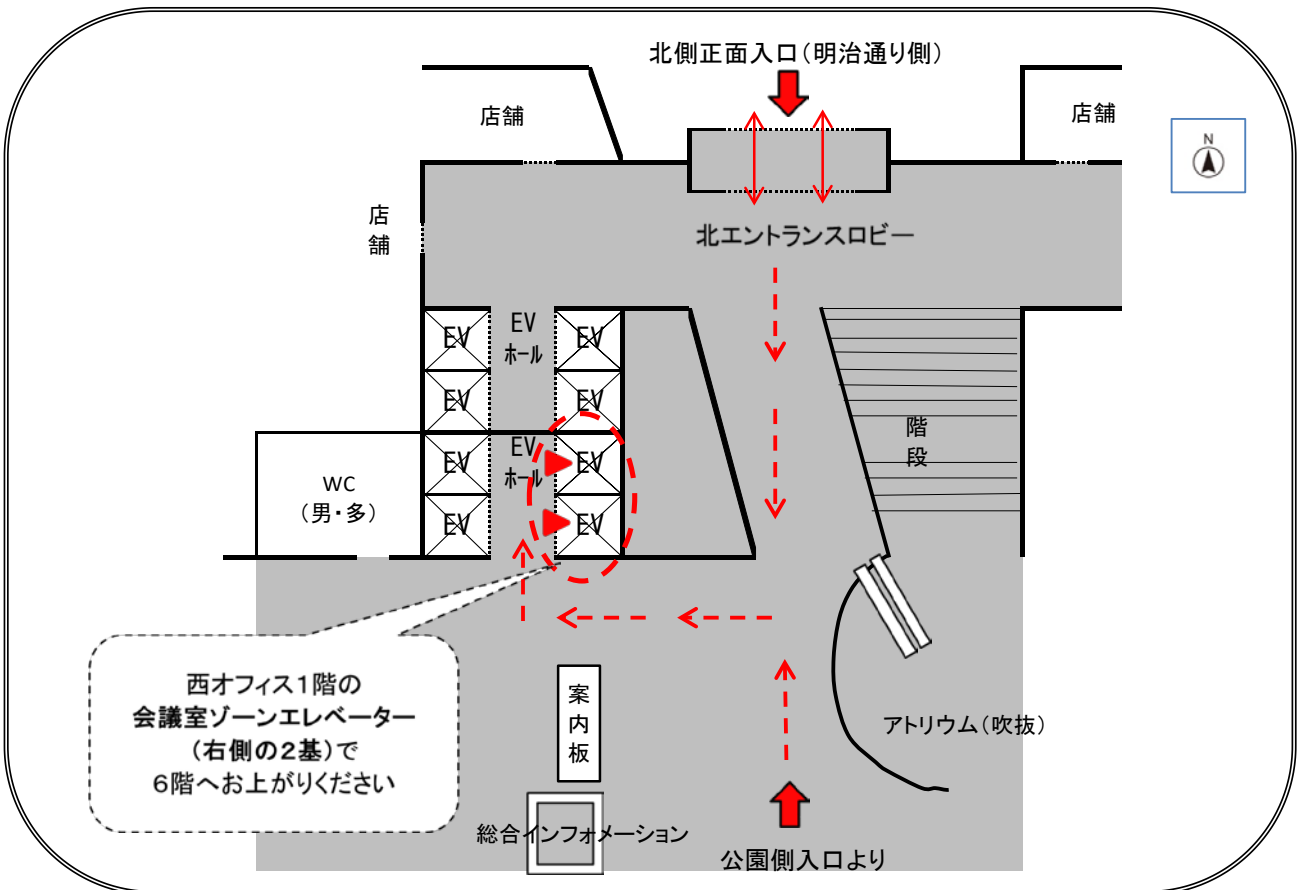 北側正面入口(明治通り側)
店舗
店舗
N
店
舗
北エントランスロビー
EV
EV
ホール
EV
EV
EV
EV
EV
ホール
EV
EV
EV
階
段
WC
(男・多)
西オフィス1階の
会議室ゾーンエレベーター
(右側の2基)で
6階へお上がりください
案
内
板
アトリウム(吹抜)
総合インフォメーション
公園側入口より